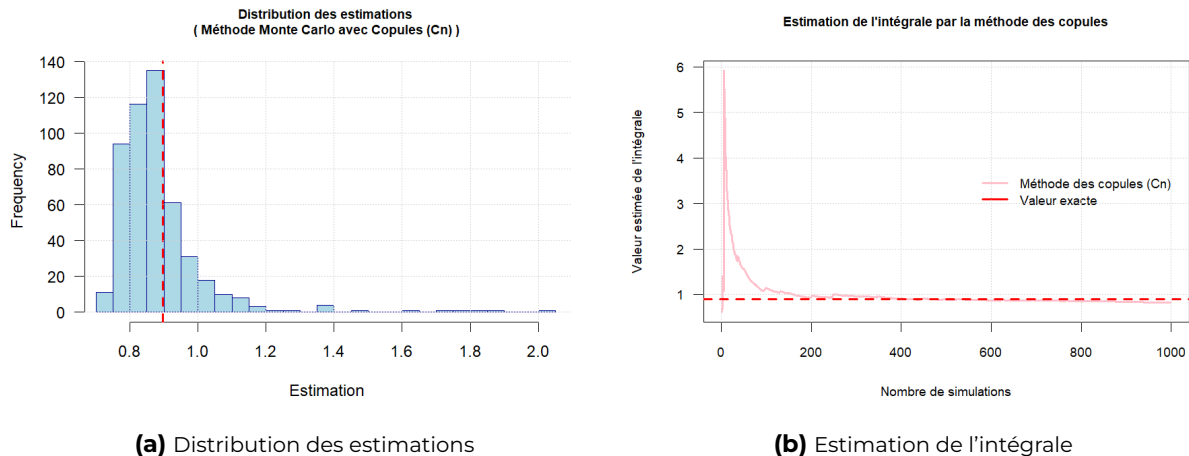 Distribution des estimations
( Méthode Monte Carlo avec Copules (Cn) )
140
120
100
80
60
40
20
0
Frequency
0.8 1.0 1.2 1.4 1.6 1.8 2.0
Estimation
(a) Distribution des estimations
Estimation de l'intégrale par la méthode des copules
6
5
4
3
2
1
Valeur estimée de l'intégrale
Méthode des copules (Cn)
Valeur exacte
0 200 400 600 800 1000
Nombre de simulations
(b) Estimation de l’intégrale